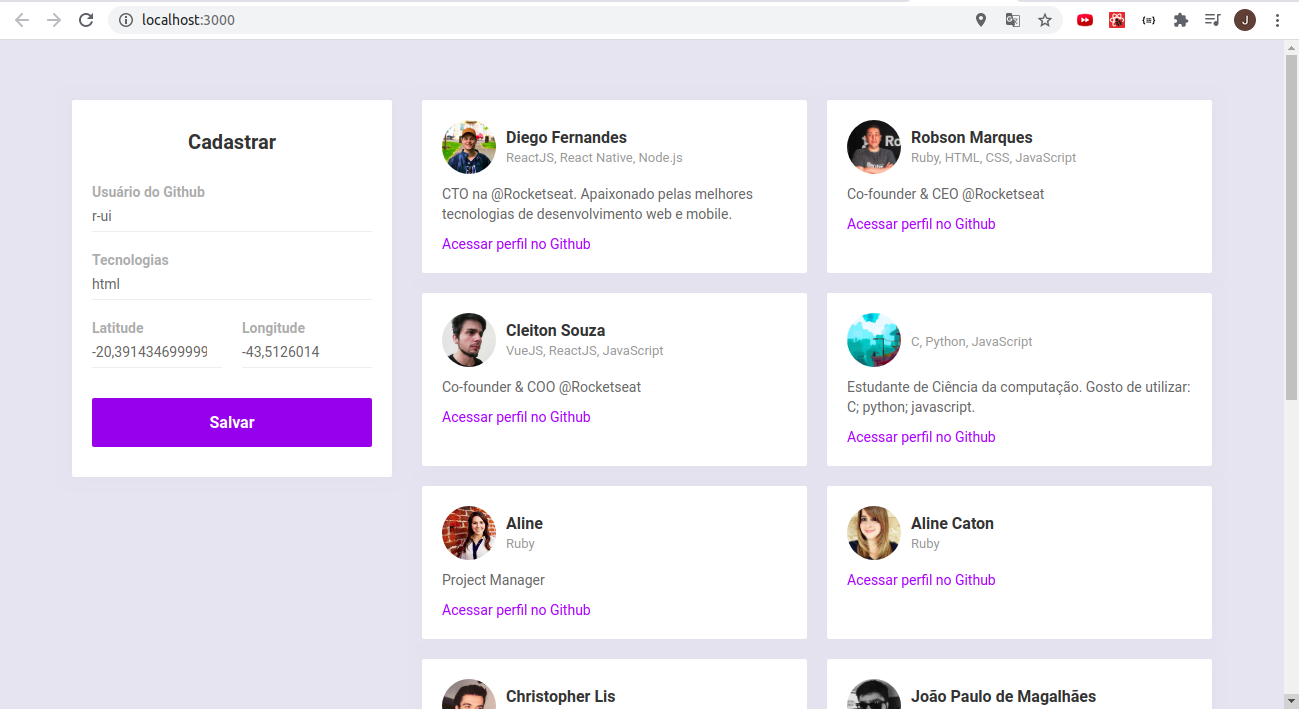 localhost:3000
J
Cadastrar
Usuário do Github
r-ui
Tecnologias
html
Latitude
Longitude
-20,391434699999
-43,5126014
Salvar
Diego Fernandes
ReactJS, React Native, Node.js
CTO na @Rocketseat. Apaixonado pelas melhores
tecnologias de desenvolvimento web e mobile.
Acessar perfil no Github
Robson Marques
Ruby, HTML, CSS, JavaScript
Co-founder & CEO @Rocketseat
Acessar perfil no Github
Cleiton Souza
VueJS, ReactJS, JavaScript
Co-founder & COO @Rocketseat
Acessar perfil no Github
C, Python, JavaScript
Estudante de Ciência da computação. Gosto de utilizar:
C; python; javascript.
Acessar perfil no Github
Aline
Ruby
Project Manager
Acessar perfil no Github
Aline Caton
Ruby
Acessar perfil no Github
Christopher Lis
João Paulo de Magalhães